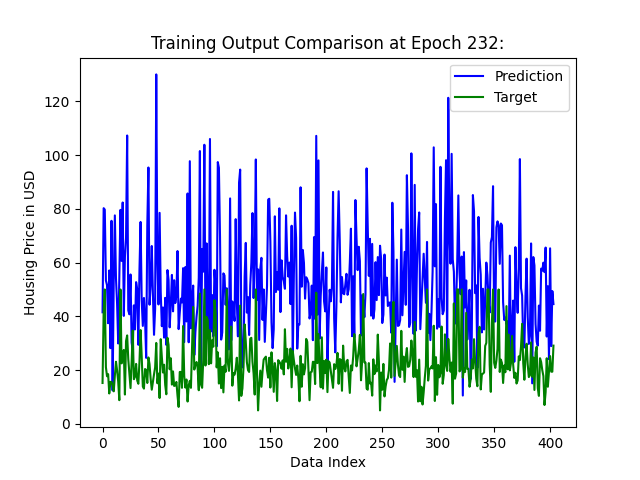 Training Output Comparison at Epoch 232:
Prediction
Target
Housing Price in USD
120
100
80
60
40
20
0
0 50 100 150 200 250 300 350 400
Data Index